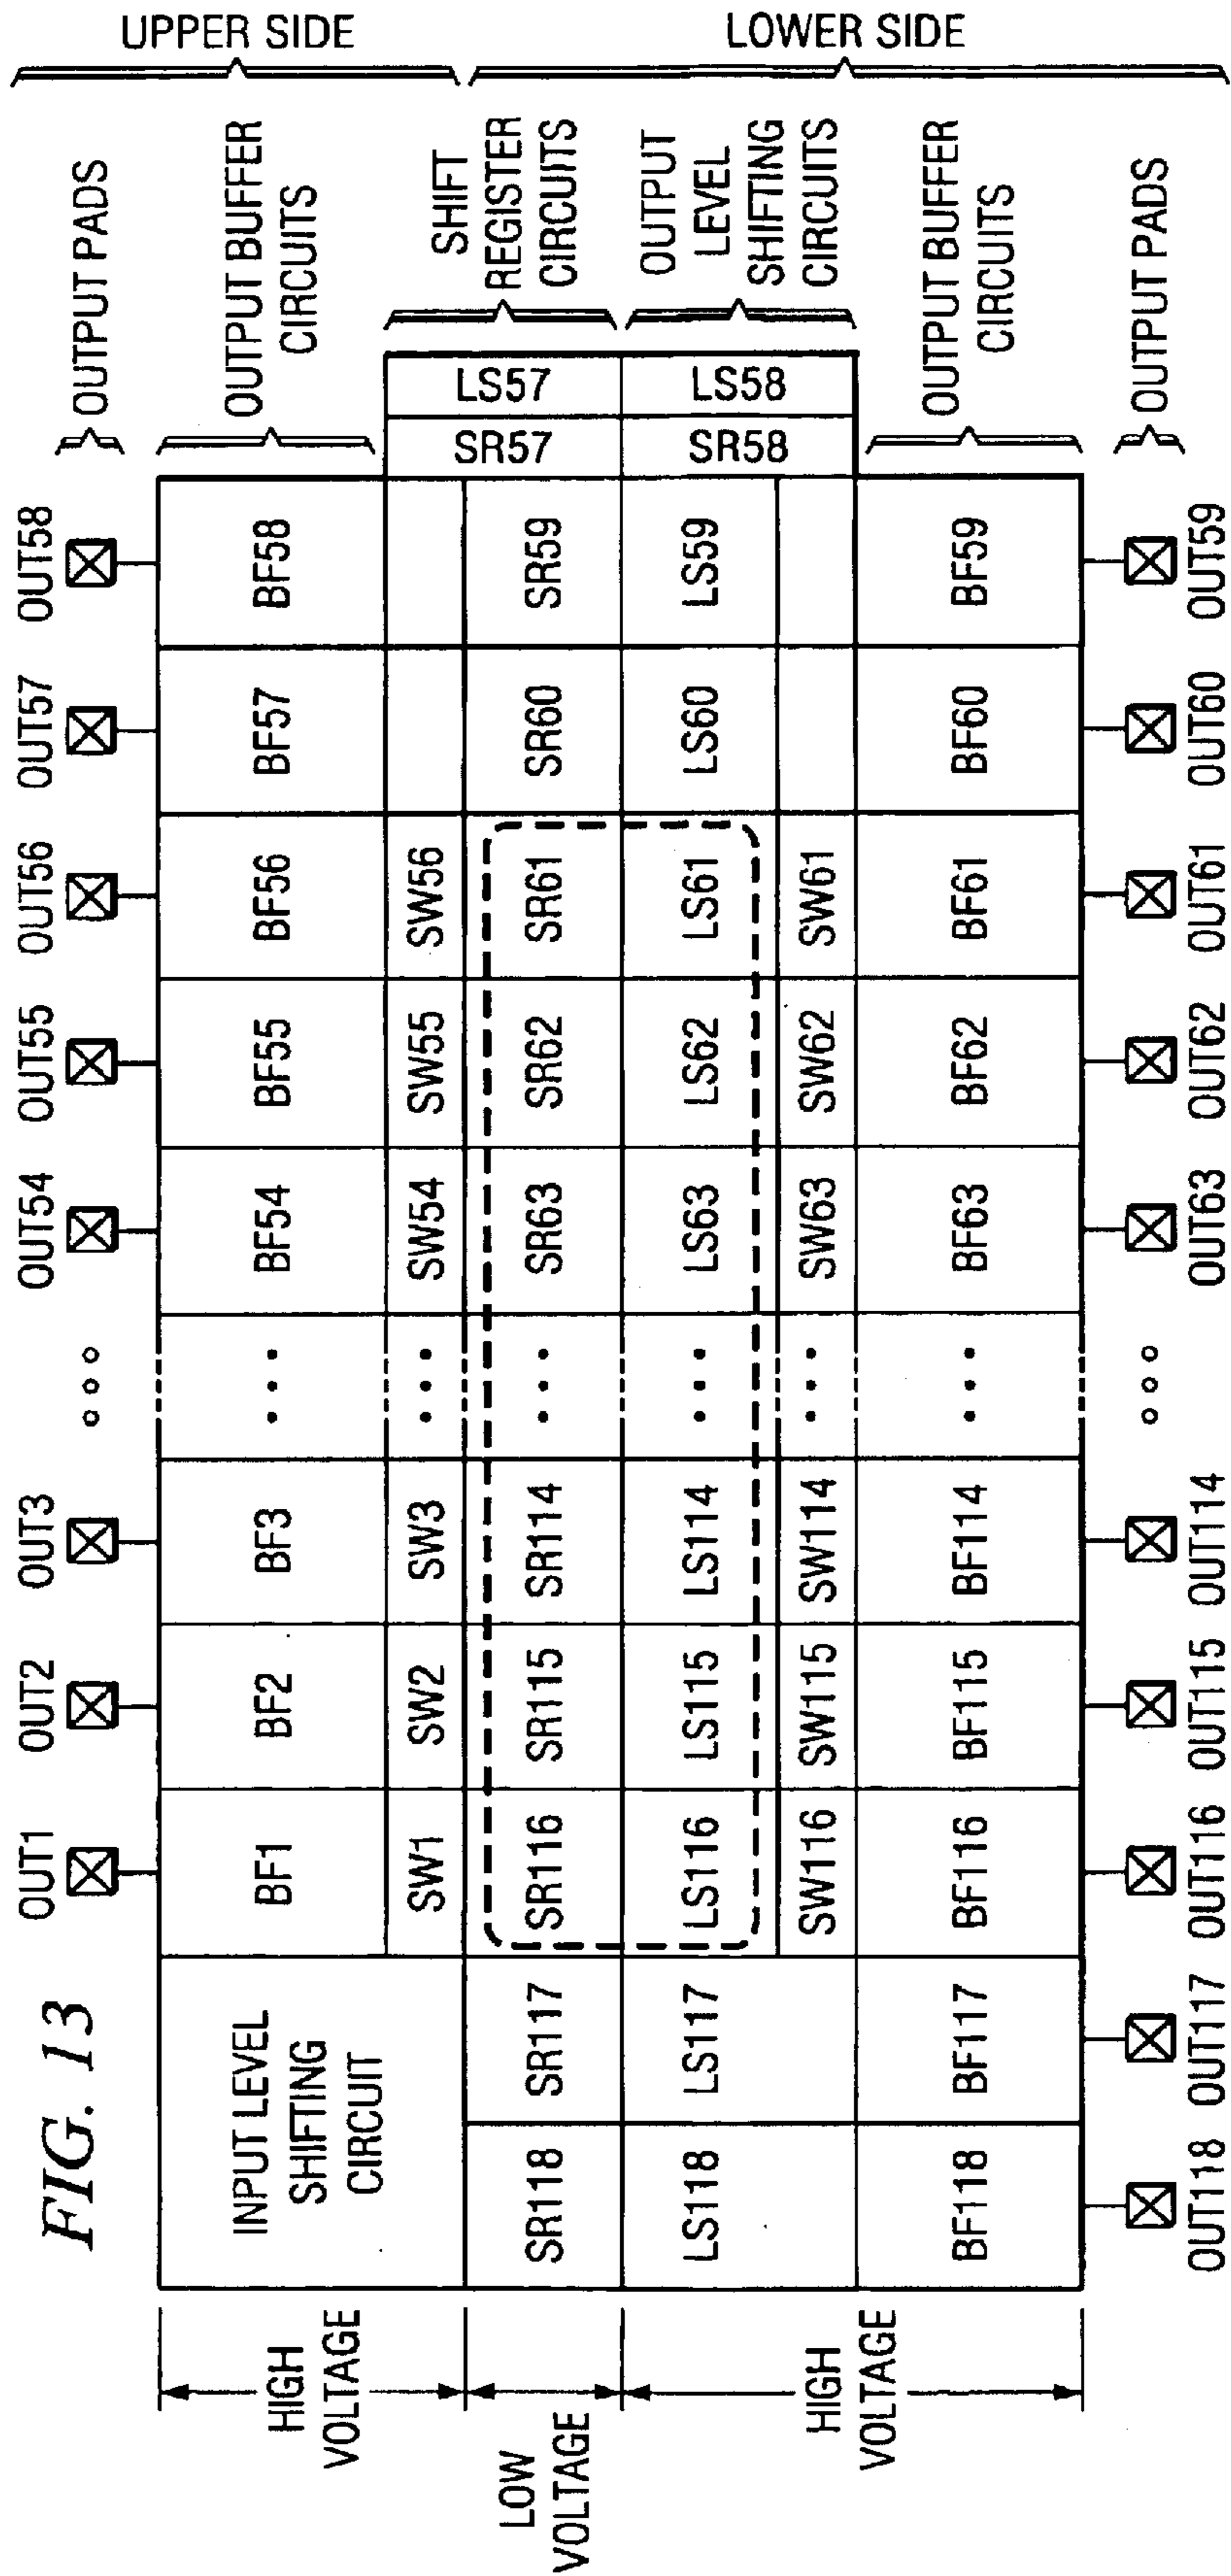 FIG. 13
UPPER SIDE
LOWER SIDE
OUTPUT PADS
OUTPUT BUFFER
CIRCUITS
SHIFT
REGISTER
CIRCUITS
OUTPUT
LEVEL
SHIFTING
CIRCUITS
OUTPUT BUFFER
CIRCUITS
OUTPUT PADS
OUT1 OUT2 OUT3 OUT54 OUT55 OUT56 OUT57 OUT58
INPUT LEVEL
SHIFTING
CIRCUIT
BF1 BF2 BF3 • • • BF54 BF55 BF56 BF57 BF58
SW1 SW2 SW3 • • • SW54 SW55 SW56
SR118 SR117 SR116 SR115 SR114 • • • SR63 SR62 SR61 SR60 SR59
SR57 LS57
LS118 LS117 LS116 LS115 LS114 • • • LS63 LS62 LS61 LS60 LS59
SR58 LS58
SW116 SW115 SW114 • • • SW63 SW62 SW61
BF118 BF117 BF116 BF115 BF114 • • • BF63 BF62 BF61 BF60 BF59
OUT118 OUT117 OUT116 OUT115 OUT114 OUT63 OUT62 OUT61 OUT60 OUT59
HIGH
VOLTAGE
LOW
VOLTAGE
HIGH
VOLTAGE